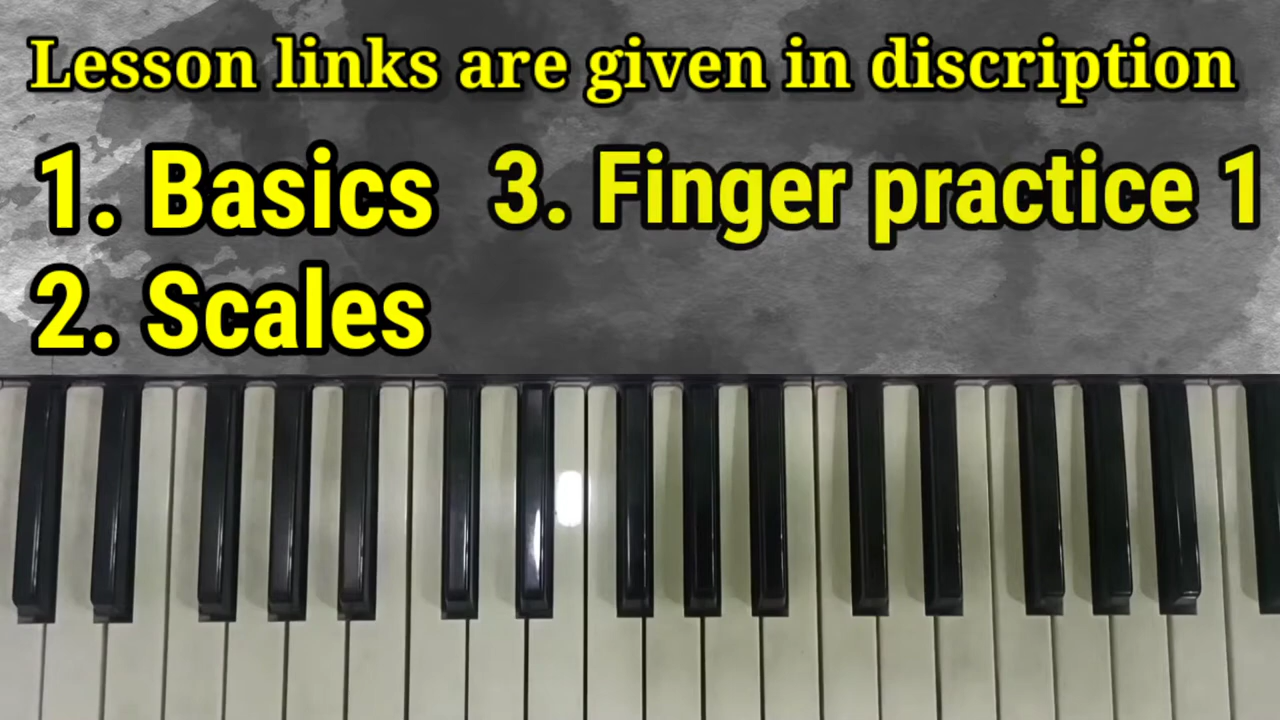 Lesson links are given in discription
1. Basics
2. Scales
3. Finger practice 1